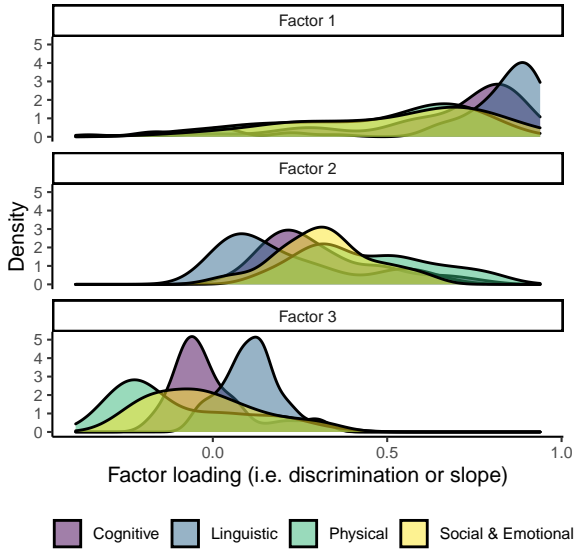 Factor 1
5
4
3
2
1
0
Factor 2
5
4
3
2
1
0
Factor 3
5
4
3
2
1
0
Density
0.0 0.5 1.0
Factor loading (i.e. discrimination or slope)
Cognitive Linguistic Physical Social & Emotional